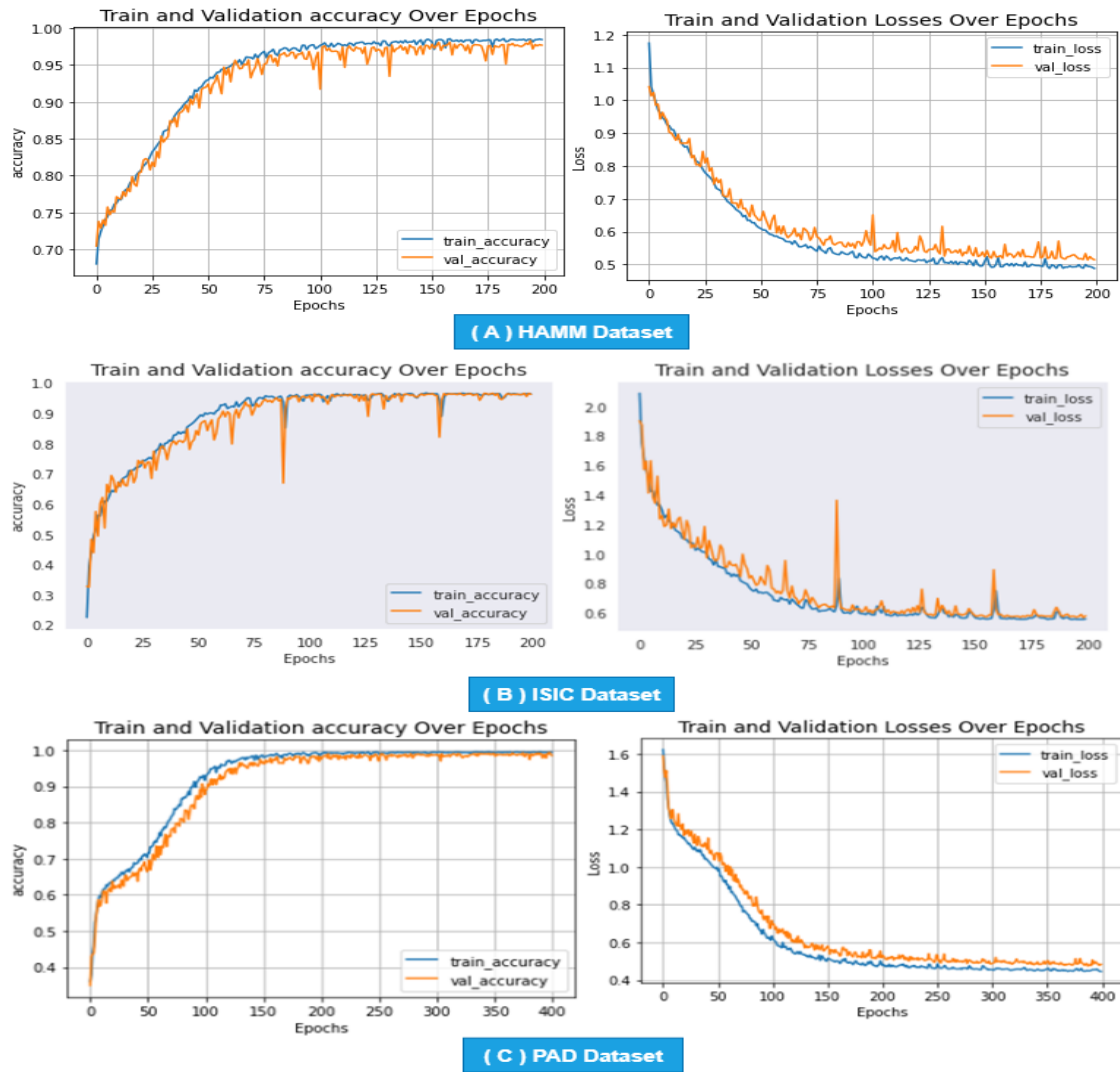 Train and Validation accuracy Over Epochs
1.00
0.95
0.90
0.85
0.80
0.75
0.70
accuracy
train_accuracy
val_accuracy
0 25 50 75 100 125 150 175 200
Epochs
Train and Validation Losses Over Epochs
1.2
1.1
1.0
0.9
0.8
0.7
0.6
0.5
Loss
train_loss
val_loss
0 25 50 75 100 125 150 175 200
Epochs
( A ) HAMM Dataset
Train and Validation accuracy Over Epochs
1.0
0.9
0.8
0.7
0.6
0.5
0.4
0.3
0.2
accuracy
train_accuracy
val_accuracy
0 25 50 75 100 125 150 175 200
Epochs
Train and Validation Losses Over Epochs
2.0
1.8
1.6
1.4
1.2
1.0
0.8
0.6
Loss
train_loss
val_loss
0 25 50 75 100 125 150 175 200
Epochs
( B ) ISIC Dataset
Train and Validation accuracy Over Epochs
1.0
0.9
0.8
0.7
0.6
0.5
0.4
accuracy
train_accuracy
val_accuracy
0 50 100 150 200 250 300 350 400
Epochs
Train and Validation Losses Over Epochs
1.6
1.4
1.2
1.0
0.8
0.6
0.4
Loss
train_loss
val_loss
0 50 100 150 200 250 300 350 400
Epochs
( C ) PAD Dataset